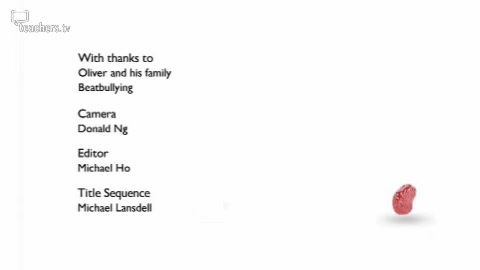 Teachers.tv
With thanks to
Oliver and his family
Beatbullying
Camera
Donald Ng
Editor
Michael Ho
Title Sequence
Michael Lansdell